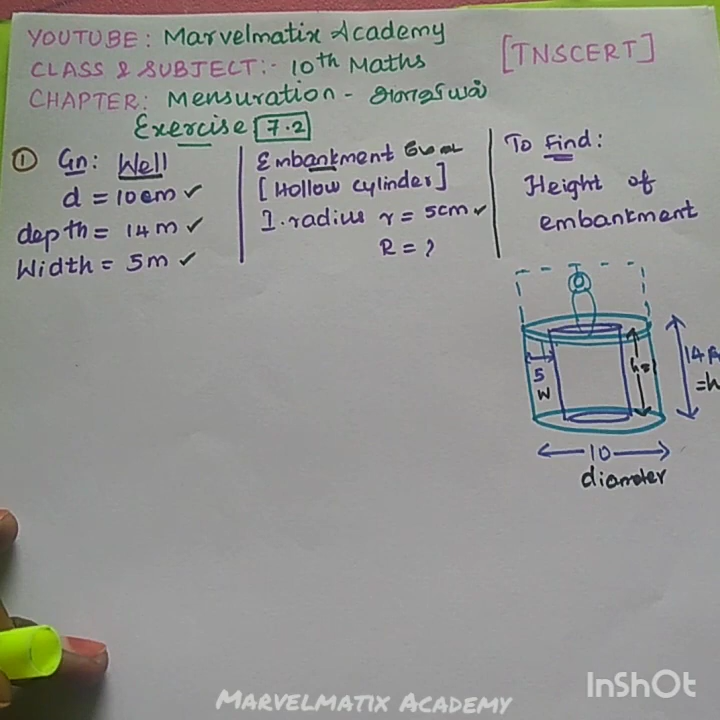 YOUTUBE: Marvelmatix Academy
CLASS & SUBJECT:- 10th Maths
[TNSCERT]
CHAPTER: Mensuration - அளவியல்
Exercise 7.2
① Gn: Well
d = 10cm ✓
depth = 14m ✓
Width = 5m ✓
Embankment
[Hollow cylinder]
I.radius r = 5cm ✓
R = ?
To Find:
Height of
embankment
5
W
h=?
14
=h
10
diameter
MARVELMATIX ACADEMY
InShOt